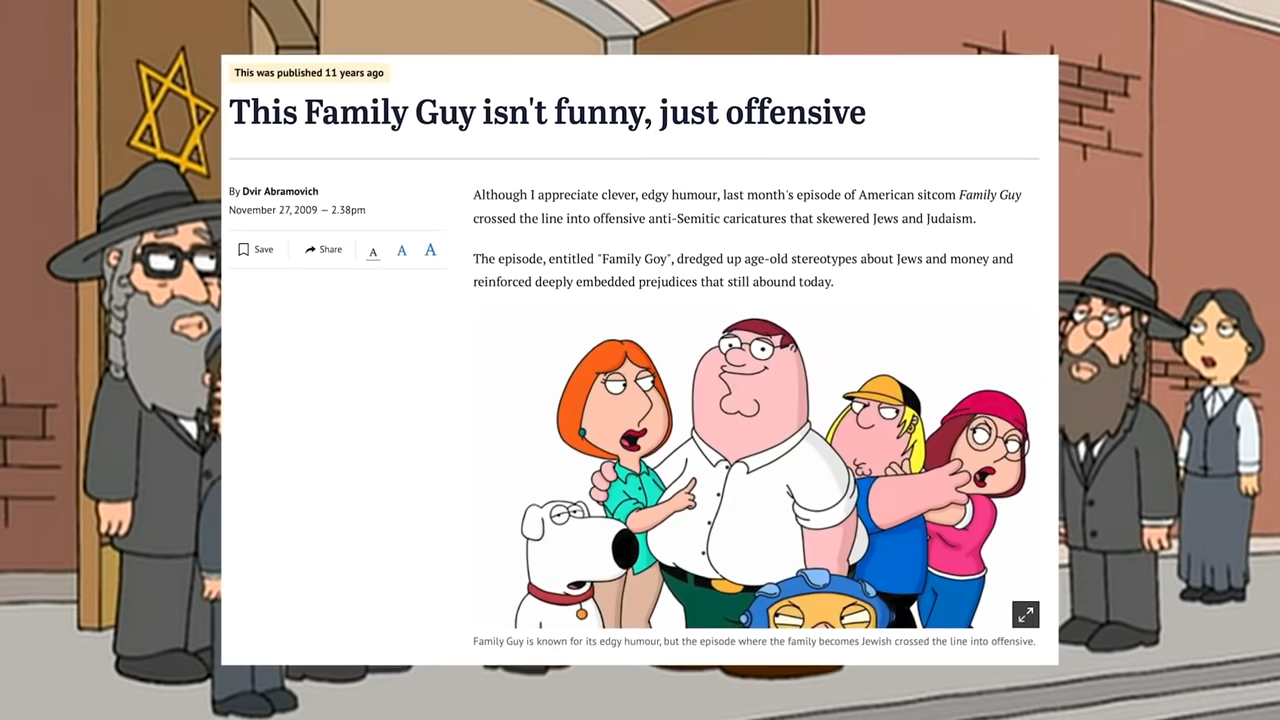 This was published 11 years ago
This Family Guy isn't funny, just offensive
By Dvir Abramovich
November 27, 2009 — 2.38pm
Save
Share
A
A
A
Although I appreciate clever, edgy humour, last month's episode of American sitcom Family Guy
crossed the line into offensive anti-Semitic caricatures that skewered Jews and Judaism.
The episode, entitled "Family Goy", dredged up age-old stereotypes about Jews and money and
reinforced deeply embedded prejudices that still abound today.
Family Guy is known for its edgy humour, but the episode where the family becomes Jewish crossed the line into offensive.